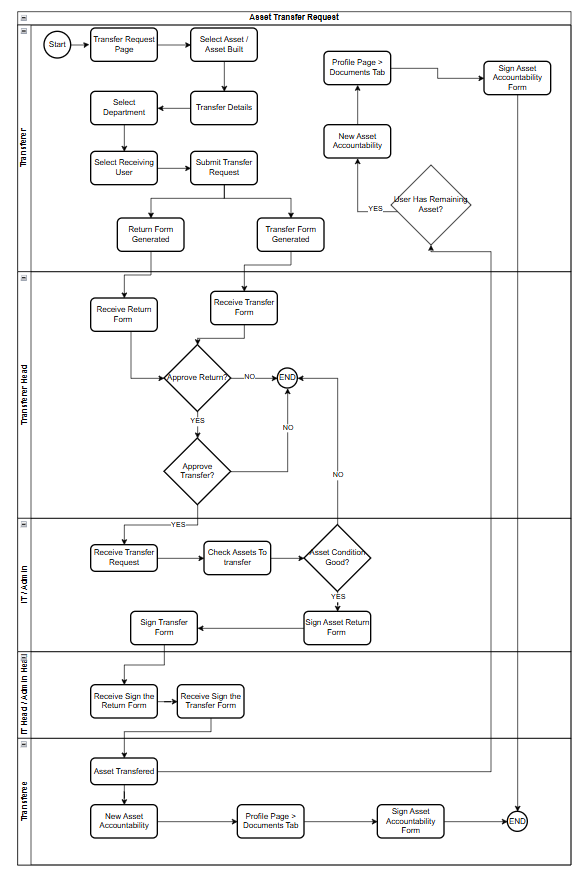 Asset Transfer Request
Transferer
Start
Transfer Request
Page
Select Asset /
Asset Built
Transfer Details
Select
Department
Select Receiving
User
Submit Transfer
Request
Return Form
Generated
Transfer Form
Generated
Profile Page >
Documents Tab
Sign Asset
Accountability
Form
New Asset
Accountability
YES
User Has Remaining
Asset?
Transferer Head
Receive Return
Form
Receive Transfer
Form
Approve Return?
NO
END
YES
NO
Approve
Transfer?
NO
YES
IT / Admin
Receive Transfer
Request
Check Assets To
transfer
Asset Condition
Good?
YES
Sign Transfer
Form
Sign Asset Return
Form
IT Head / Admin Head
Receive Sign the
Return Form
Receive Sign the
Transfer Form
Transferee
Asset Transfered
New Asset
Accountability
Profile Page >
Documents Tab
Sign Asset
Accountability
Form
END